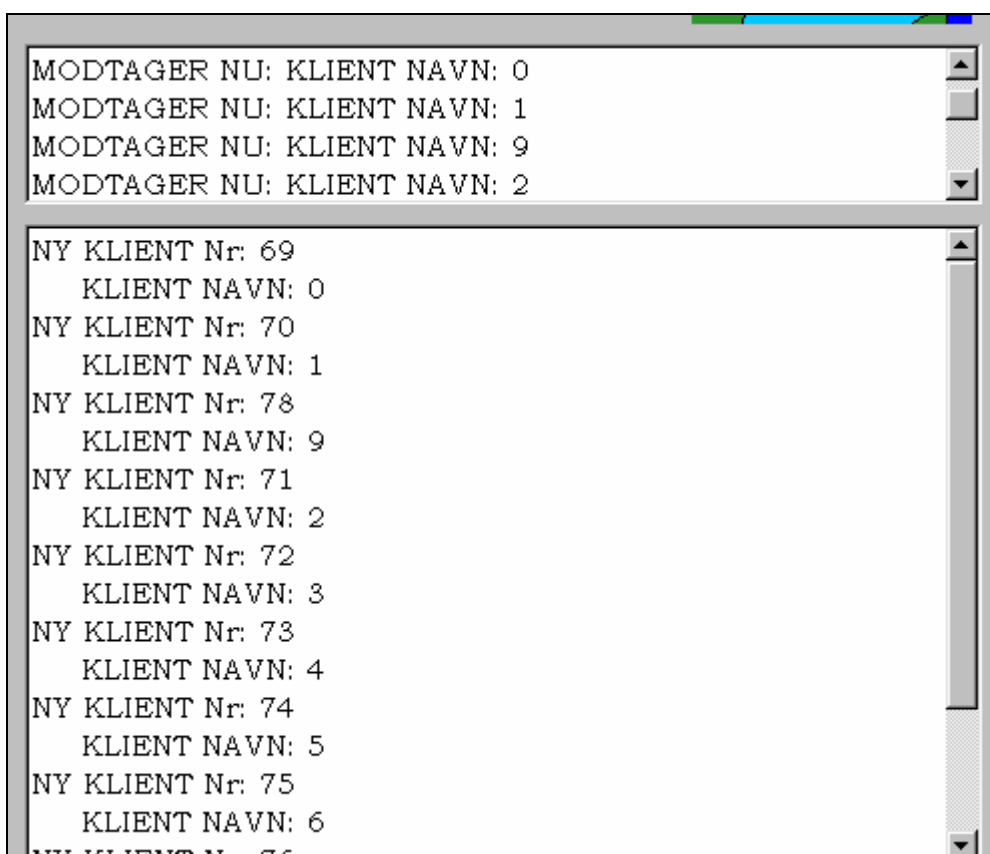 MODTAGER NU: KLIENT NAVN: 0
MODTAGER NU: KLIENT NAVN: 1
MODTAGER NU: KLIENT NAVN: 9
MODTAGER NU: KLIENT NAVN: 2
NY KLIENT Nr: 69
KLIENT NAVN: 0
NY KLIENT Nr: 70
KLIENT NAVN: 1
NY KLIENT Nr: 78
KLIENT NAVN: 9
NY KLIENT Nr: 71
KLIENT NAVN: 2
NY KLIENT Nr: 72
KLIENT NAVN: 3
NY KLIENT Nr: 73
KLIENT NAVN: 4
NY KLIENT Nr: 74
KLIENT NAVN: 5
NY KLIENT Nr: 75
KLIENT NAVN: 6
NY KLIENT Nr: 76